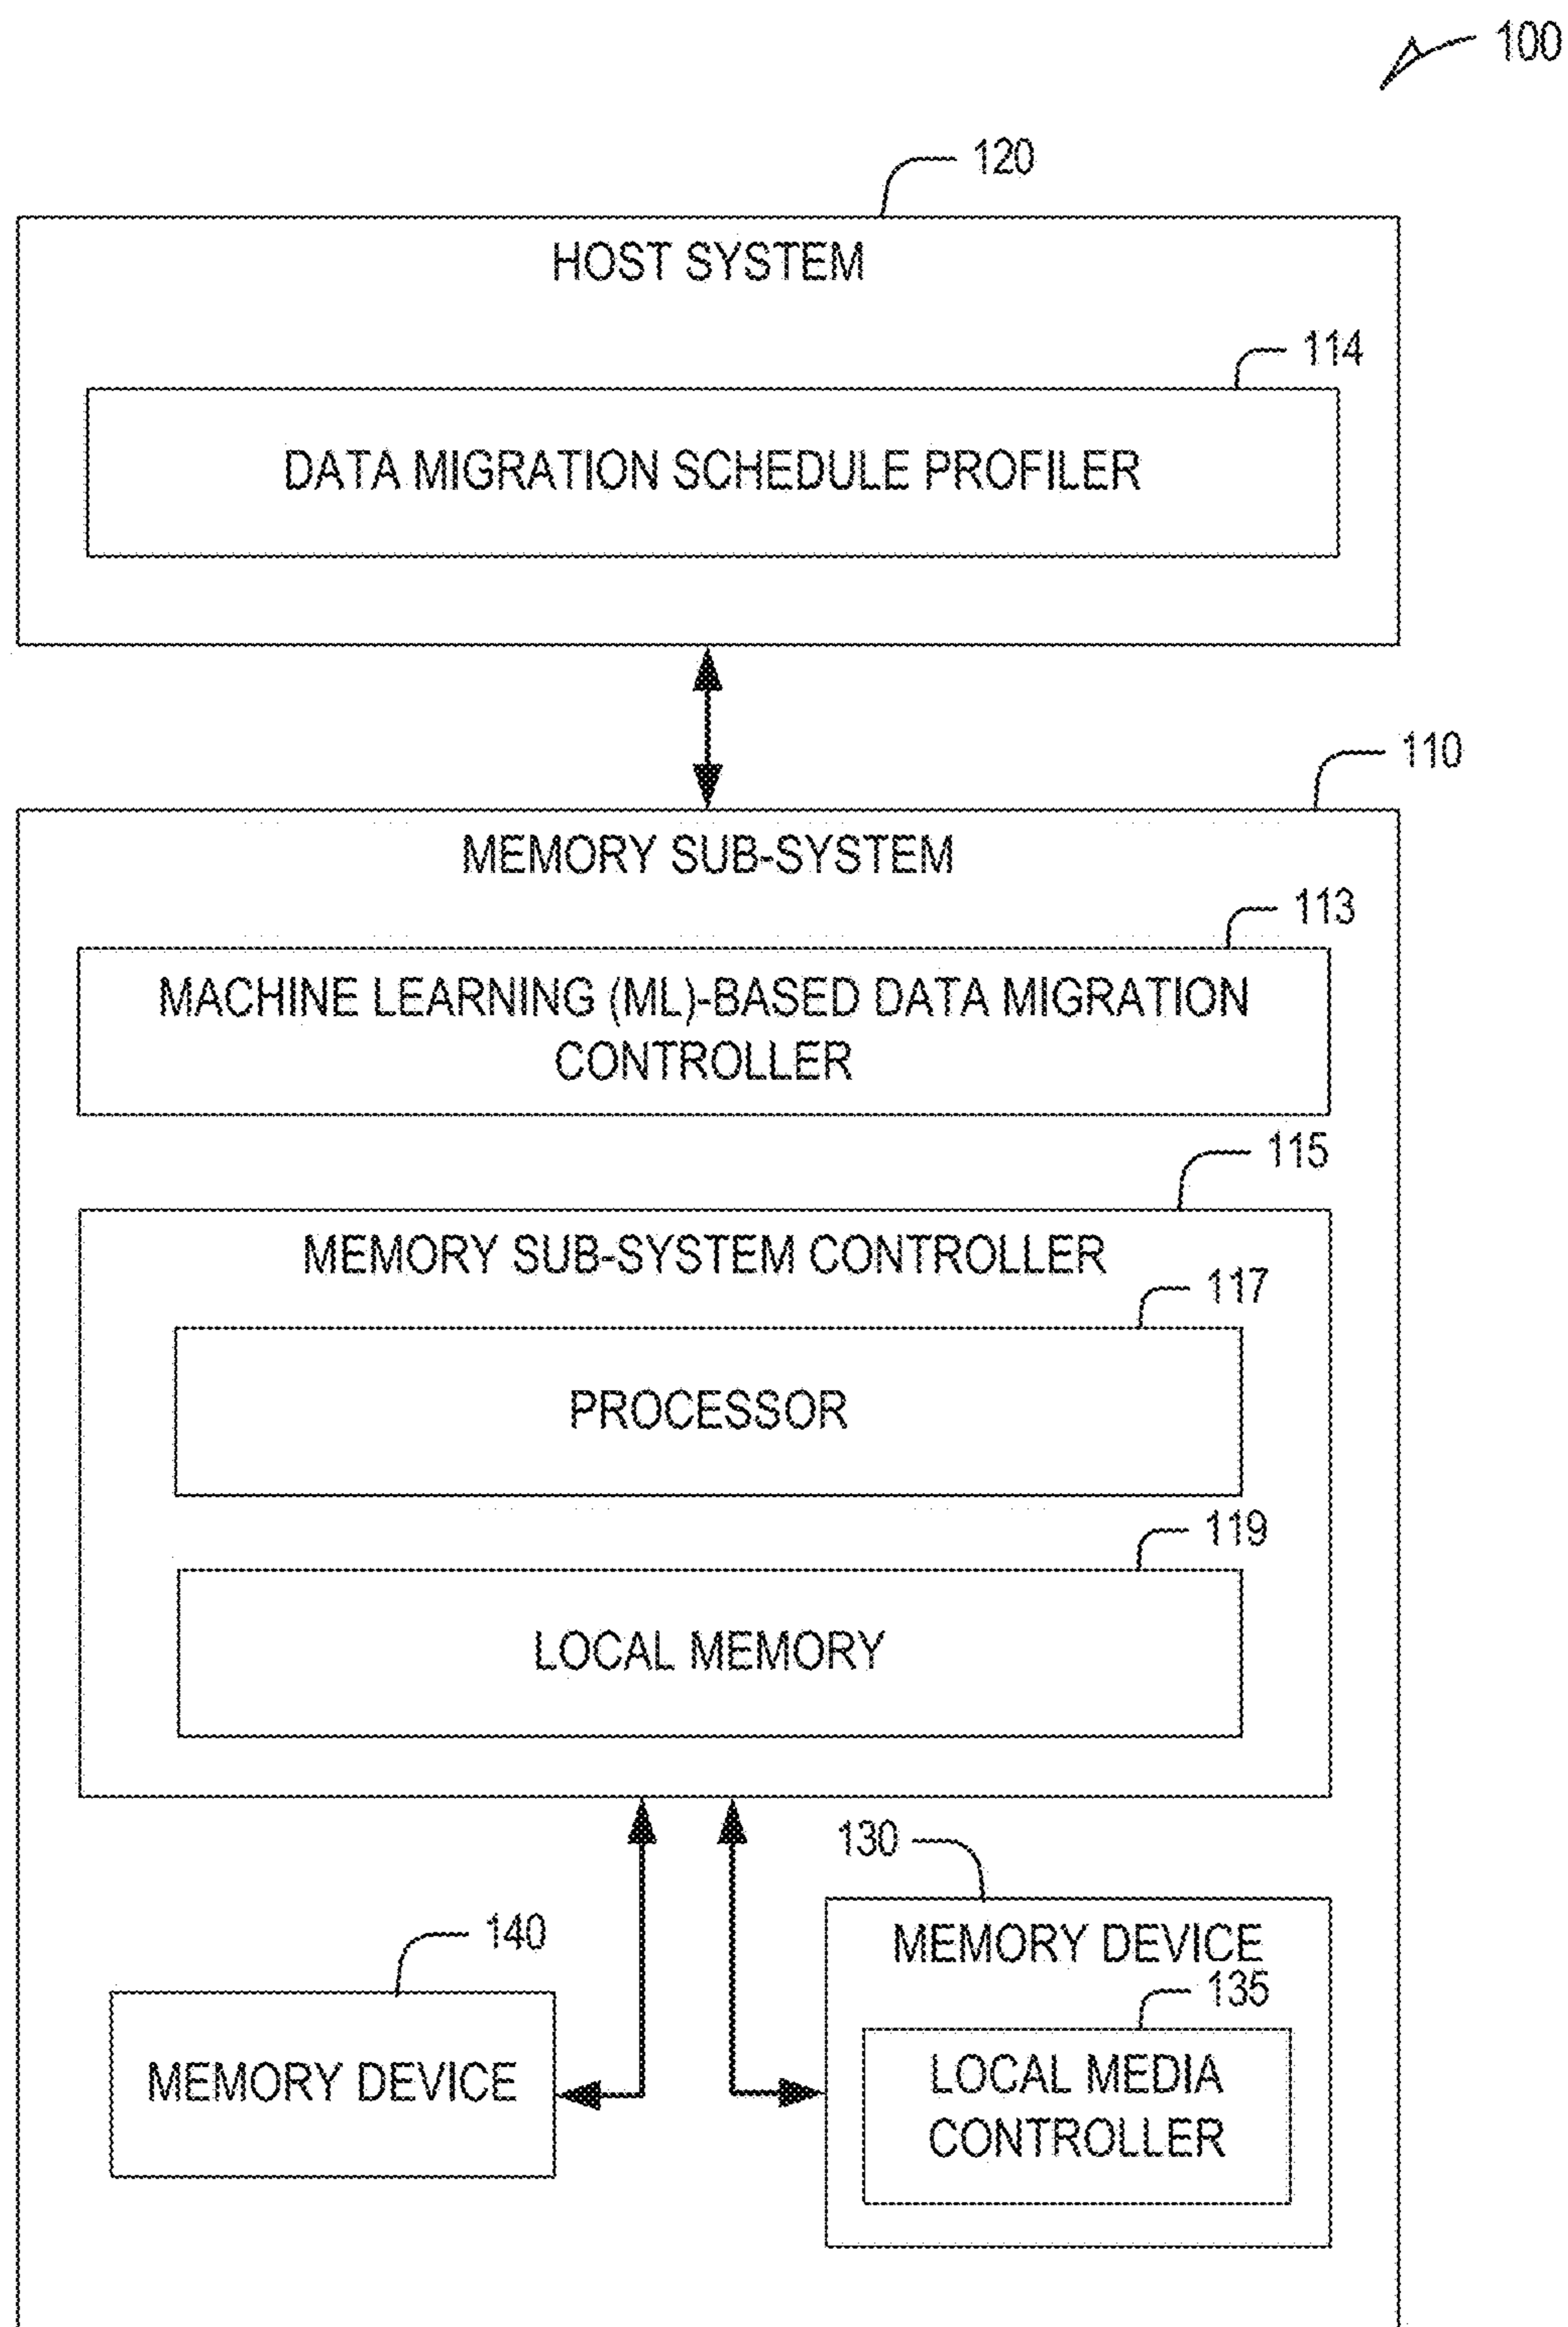 100
120
HOST SYSTEM
114
DATA MIGRATION SCHEDULE PROFILER
110
MEMORY SUB-SYSTEM
113
MACHINE LEARNING (ML)-BASED DATA MIGRATION
CONTROLLER
115
MEMORY SUB-SYSTEM CONTROLLER
117
PROCESSOR
119
LOCAL MEMORY
130
140
MEMORY DEVICE
135
MEMORY DEVICE
LOCAL MEDIA
CONTROLLER